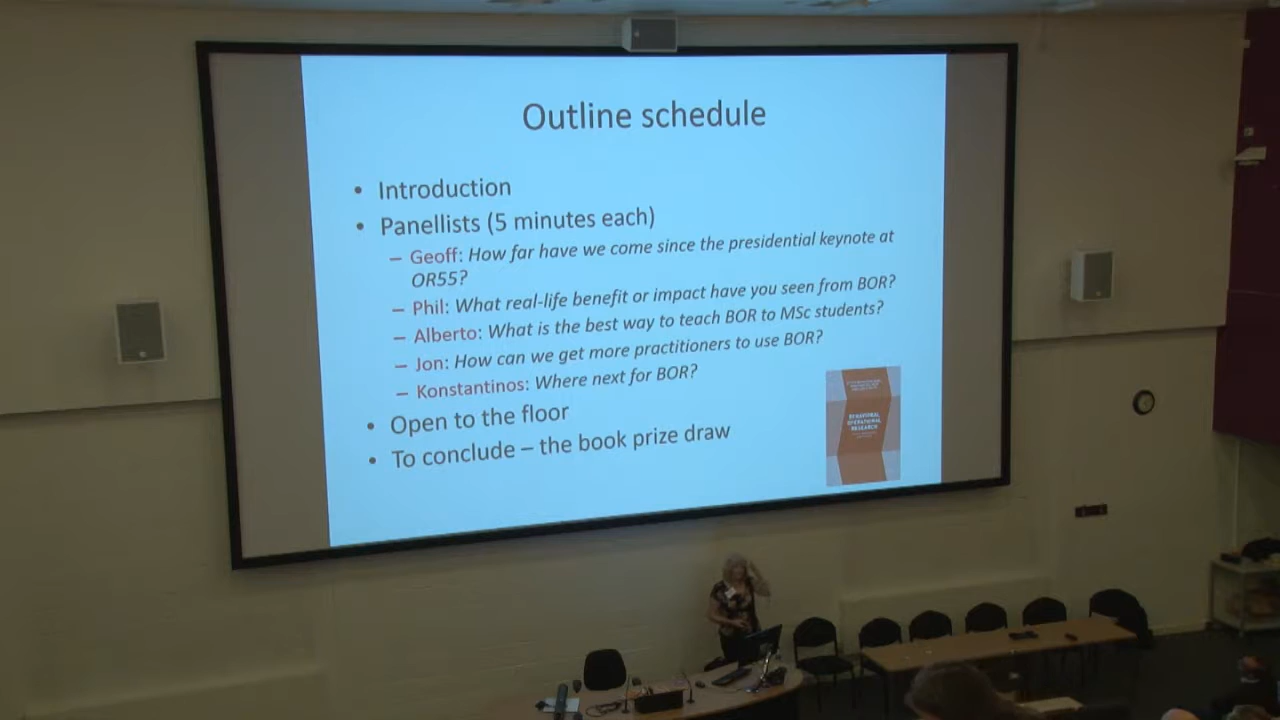 Outline schedule
• Introduction
• Panellists (5 minutes each)
– Geoff: How far have we come since the presidential keynote at
OR55?
– Phil: What real-life benefit or impact have you seen from BOR?
– Alberto: What is the best way to teach BOR to MSc students?
– Jon: How can we get more practitioners to use BOR?
– Konstantinos: Where next for BOR?
• Open to the floor
• To conclude – the book prize draw
BEHAVIORAL
OPERATIONAL
RESEARCH